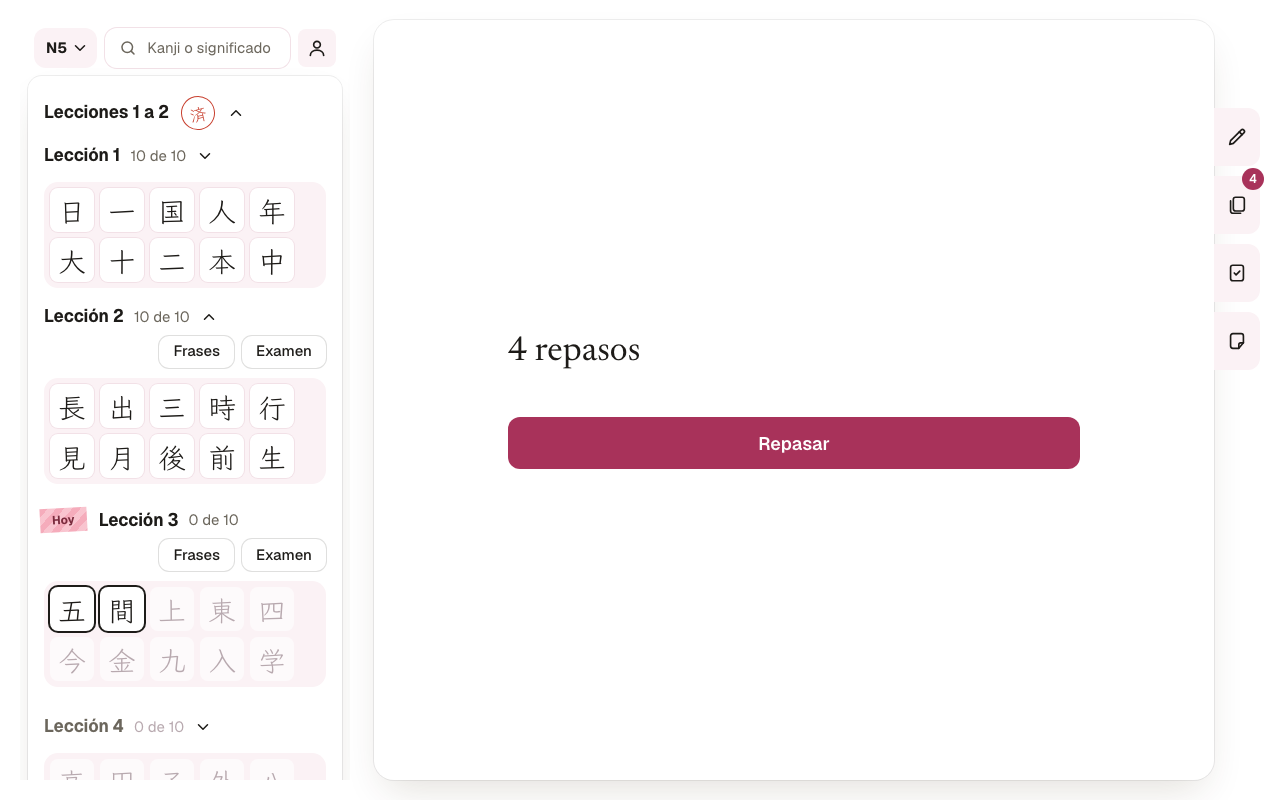 N5
Kanji o significado
Lecciones 1 a 2 済
Lección 1 10 de 10
日 一 国 人 年
大 十 二 本 中
Lección 2 10 de 10
Frases Examen
長 出 三 時 行
見 月 後 前 生
Hoy Lección 3 0 de 10
Frases Examen
五 間 上 東 四
今 金 九 入 学
Lección 4 0 de 10
4 repasos
Repasar
4